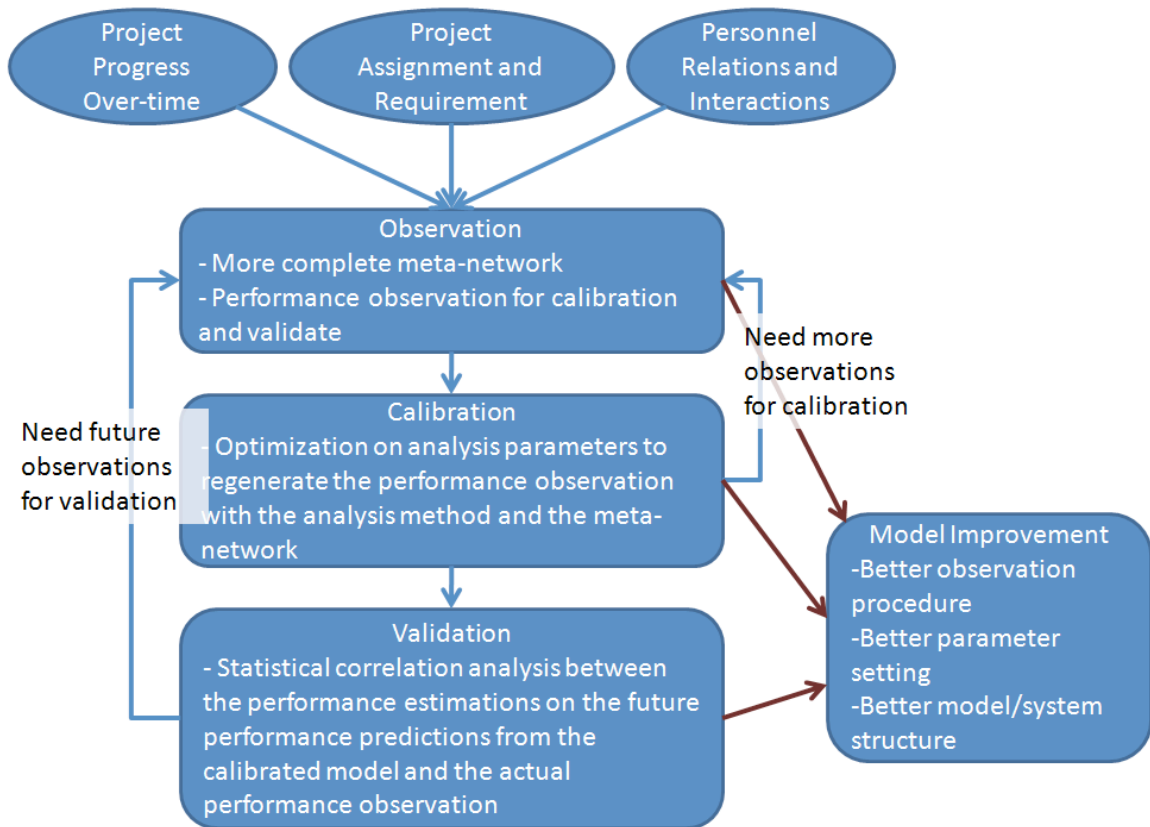 Project
Progress
Over-time
Project
Assignment and
Requirement
Personnel
Relations and
Interactions
Observation
- More complete meta-network
- Performance observation for calibration
and validate
Need more
observations
for calibration
Calibration
- Optimization on analysis parameters to
regenerate the performance observation
with the analysis method and the meta-
network
Need future
observations
for validation
Validation
- Statistical correlation analysis between
the performance estimations on the future
performance predictions from the
calibrated model and the actual
performance observation
Model Improvement
-Better observation
procedure
-Better parameter
setting
-Better model/system
structure